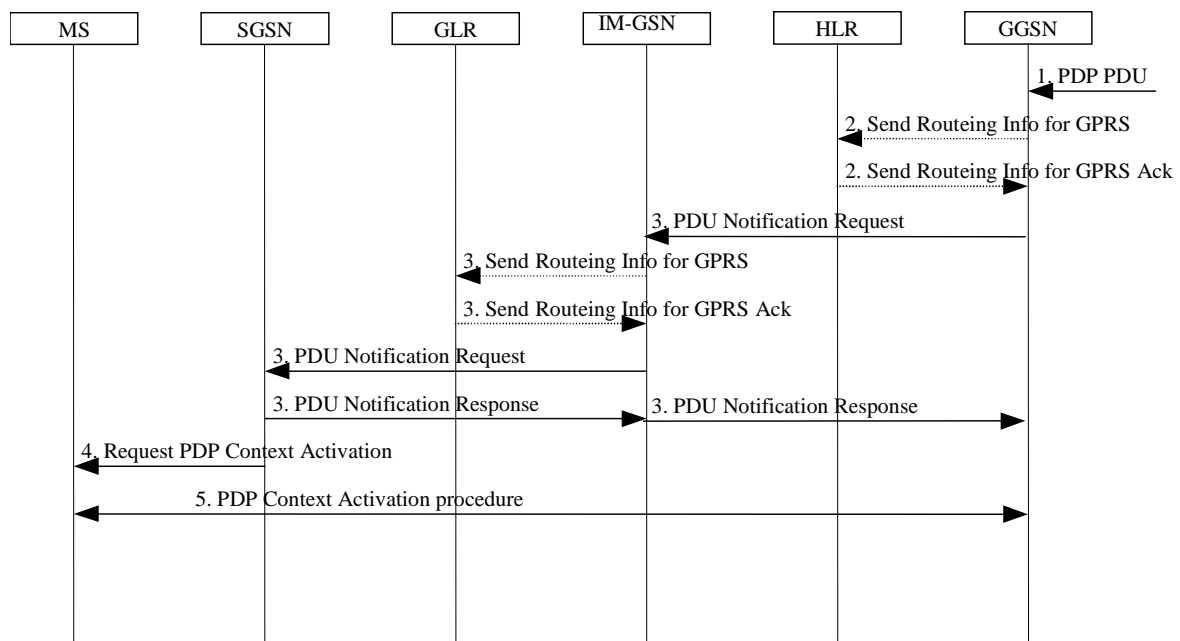 MS SGSN GLR IM-GSN HLR GGSN
1. PDP PDU
2. Send Routeing Info for GPRS
2. Send Routeing Info for GPRS Ack
3. PDU Notification Request
3. Send Routeing Info for GPRS
3. Send Routeing Info for GPRS Ack
3. PDU Notification Request
3. PDU Notification Response 3. PDU Notification Response
4. Request PDP Context Activation
5. PDP Context Activation procedure